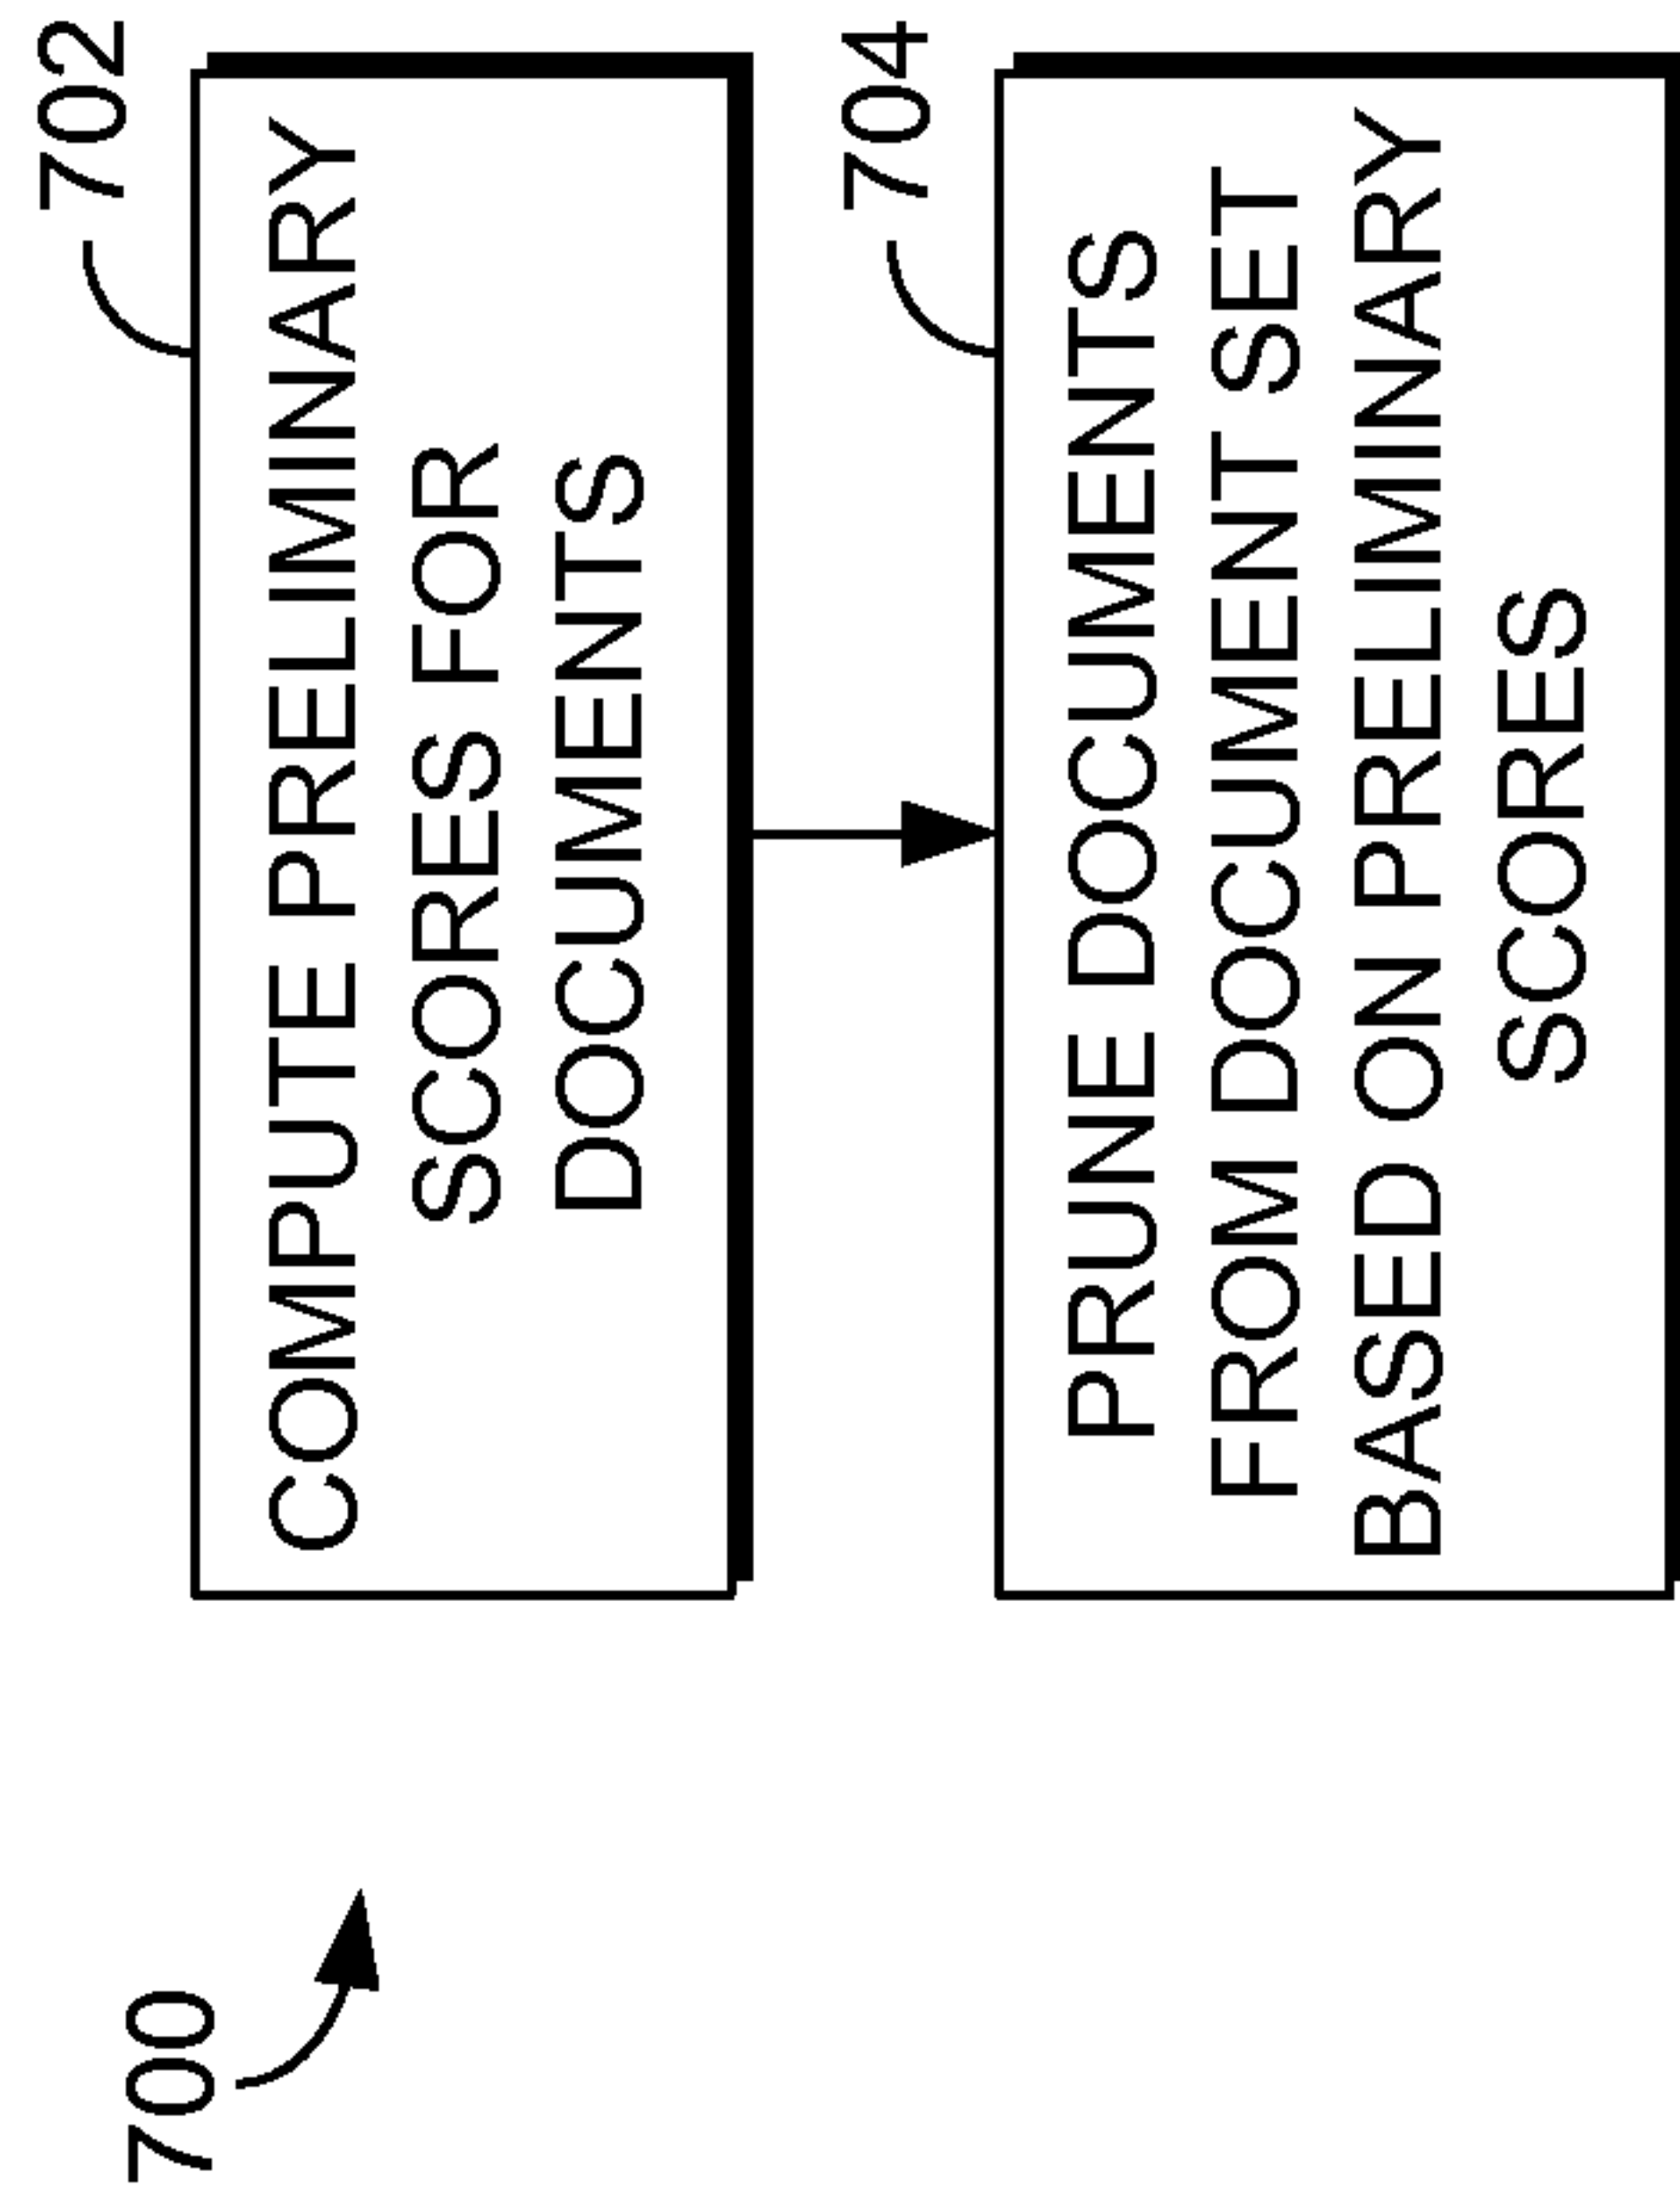 700
702
COMPUTE PRELIMINARY
SCORES FOR
DOCUMENTS
704
PRUNE DOCUMENTS
FROM DOCUMENT SET
BASED ON PRELIMINARY
SCORES